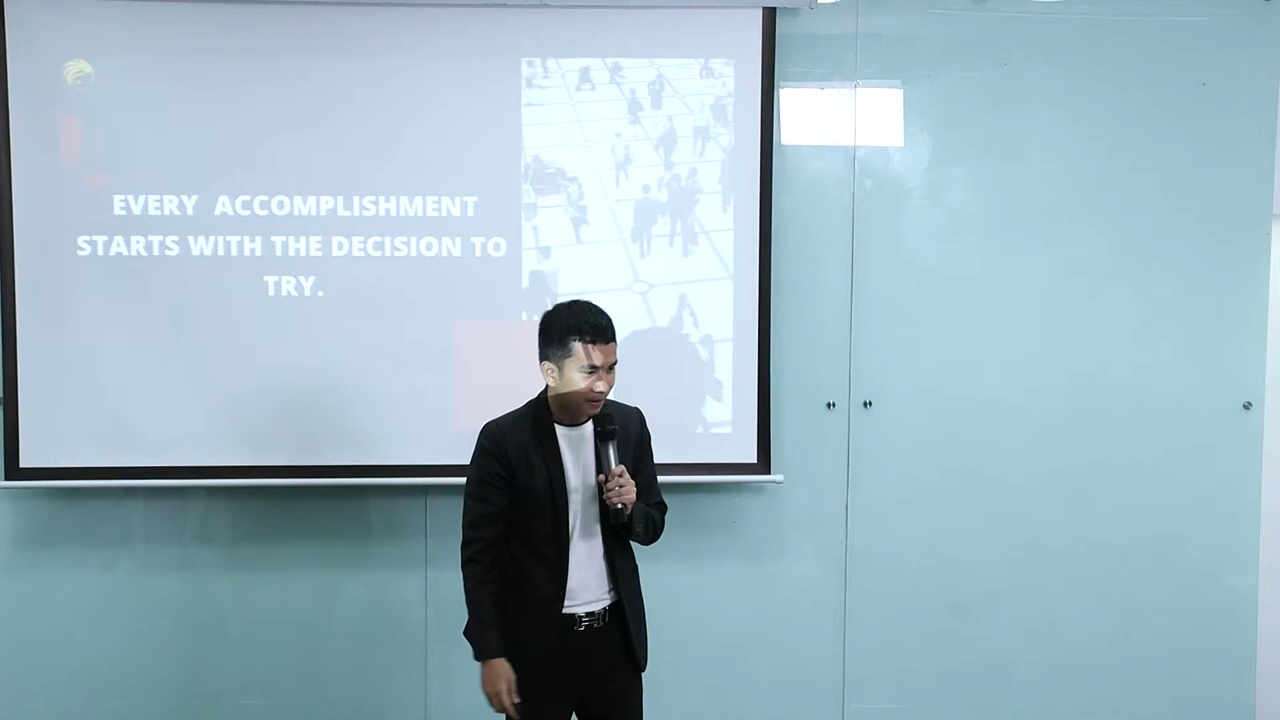 EVERY ACCOMPLISHMENT
STARTS WITH THE DECISION TO
TRY.